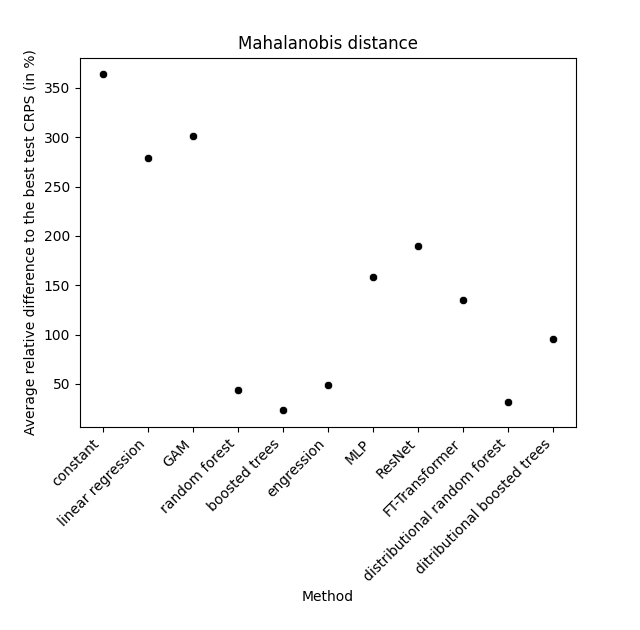 Mahalanobis distance
Average relative difference to the best test CRPS (in %)
350
300
250
200
150
100
50
constant
linear regression
GAM
random forest
boosted trees
engression
MLP
ResNet
FT-Transformer
distributional random forest
ditributional boosted trees
Method